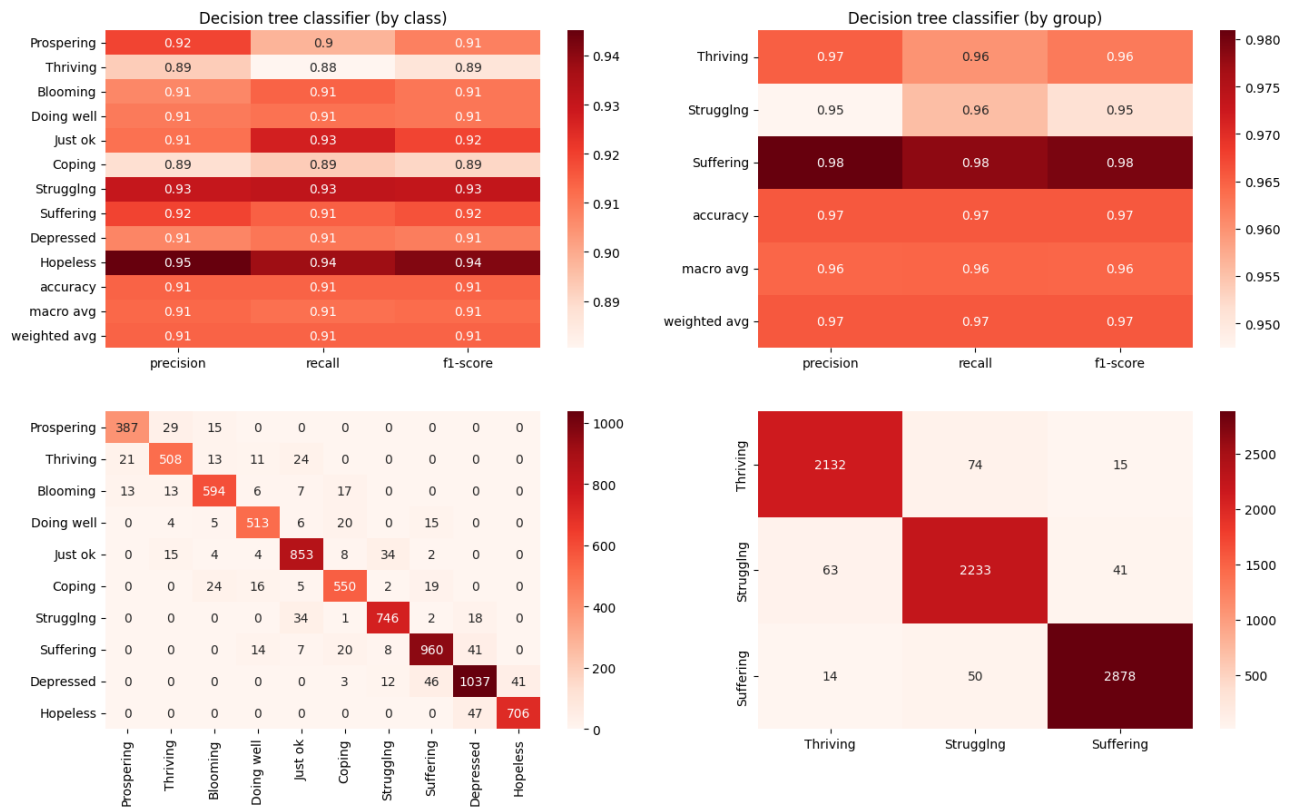 Decision tree classifier (by class)
Prospering 0.92 0.9 0.91
Thriving 0.89 0.88 0.89
Blooming 0.91 0.91 0.91
Doing well 0.91 0.91 0.91
Just ok 0.91 0.93 0.92
Coping 0.89 0.89 0.89
Strugglng 0.93 0.93 0.93
Suffering 0.92 0.91 0.92
Depressed 0.91 0.91 0.91
Hopeless 0.95 0.94 0.94
accuracy 0.91 0.91 0.91
macro avg 0.91 0.91 0.91
weighted avg 0.91 0.91 0.91
precision recall f1-score
0.94
0.93
0.92
0.91
0.90
0.89
Decision tree classifier (by group)
Thriving 0.97 0.96 0.96
Strugglng 0.95 0.96 0.95
Suffering 0.98 0.98 0.98
accuracy 0.97 0.97 0.97
macro avg 0.96 0.96 0.96
weighted avg 0.97 0.97 0.97
precision recall f1-score
0.980
0.975
0.970
0.965
0.960
0.955
0.950
Prospering 387 29 15 0 0 0 0 0 0 0
Thriving 21 508 13 11 24 0 0 0 0 0
Blooming 13 13 594 6 7 17 0 0 0 0
Doing well 0 4 5 513 6 20 0 15 0 0
Just ok 0 15 4 4 853 8 34 2 0 0
Coping 0 0 24 16 5 550 2 19 0 0
Strugglng 0 0 0 0 34 1 746 2 18 0
Suffering 0 0 0 14 7 20 8 960 41 0
Depressed 0 0 0 0 0 3 12 46 1037 41
Hopeless 0 0 0 0 0 0 0 0 47 706
Prospering Thriving Blooming Doing well Just ok Coping Strugglng Suffering Depressed Hopeless
1000
800
600
400
200
0
Thriving 2132 74 15
Strugglng 63 2233 41
Suffering 14 50 2878
Thriving Strugglng Suffering
2500
2000
1500
1000
500